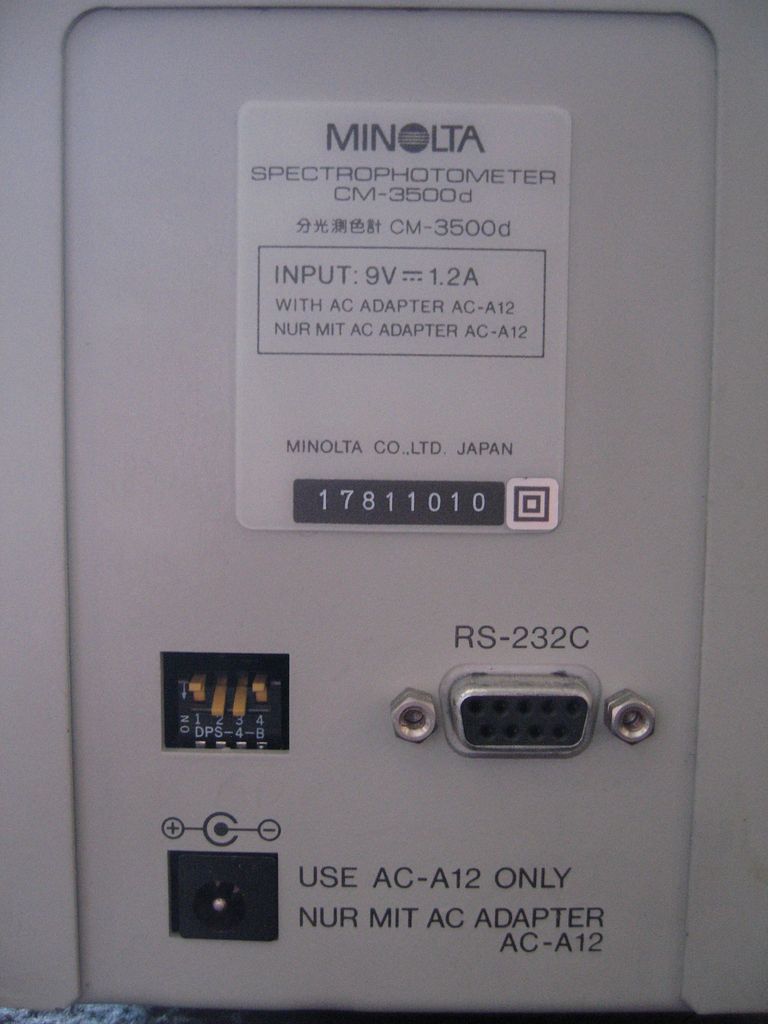 MINOLTA
SPECTROPHOTOMETER
CM-3500d
分光測色計 CM-3500d
INPUT: 9V⎓1.2A
WITH AC ADAPTER AC-A12
NUR MIT AC ADAPTER AC-A12
MINOLTA CO.,LTD. JAPAN
17811010
RS-232C
ON
1 2 3 4
DPS-4-B
USE AC-A12 ONLY
NUR MIT AC ADAPTER
AC-A12